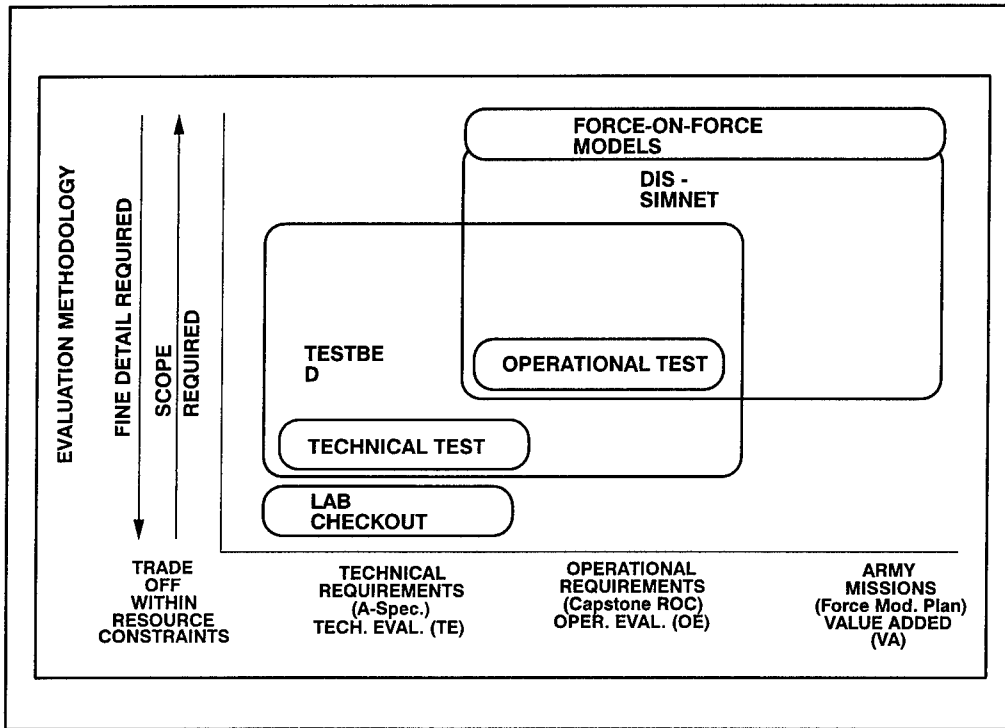 EVALUATION METHODOLOGY
FINE DETAIL REQUIRED
SCOPE
REQUIRED
FORCE-ON-FORCE
MODELS
DIS -
SIMNET
TESTBE
D
OPERATIONAL TEST
TECHNICAL TEST
LAB
CHECKOUT
TRADE
OFF
WITHIN
RESOURCE
CONSTRAINTS
TECHNICAL
REQUIREMENTS
(A-Spec.)
TECH. EVAL. (TE)
OPERATIONAL
REQUIREMENTS
(Capstone ROC)
OPER. EVAL. (OE)
ARMY
MISSIONS
(Force Mod. Plan)
VALUE ADDED
(VA)